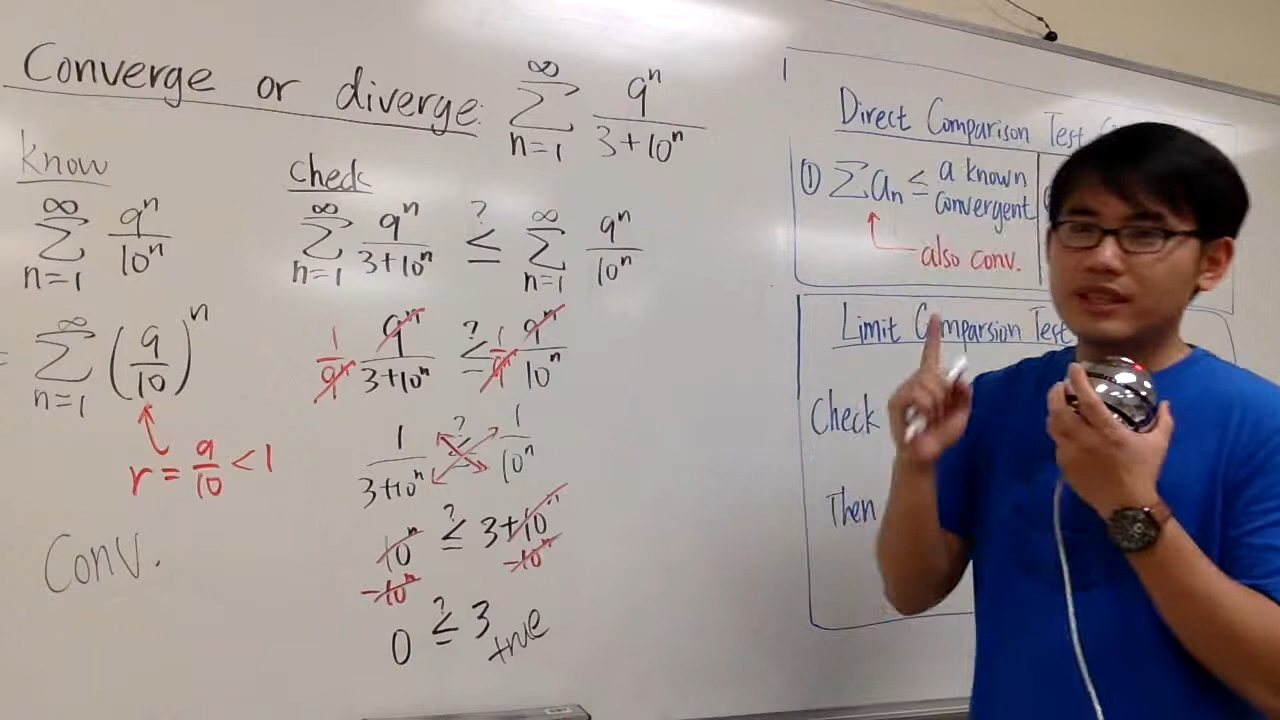 Converge or diverge: ∞ Σ n=1 9^n / 3+10^n
know
∞ Σ n=1 9^n / 10^n
= ∞ Σ n=1 (9/10)^n
r = 9/10 < 1
Conv.
check
∞ Σ n=1 9^n / 3+10^n ≤? ∞ Σ n=1 9^n / 10^n
1/9^n 9^n / 3+10^n ≤? 1/9^n 9^n / 10^n
1 / 3+10^n ≤? 1 / 10^n
10^n ≤? 3+10^n
-10^n -10^n
0 ≤? 3 true
Direct Comparison Test
① Σ an ≤ a known convergent
also conv.
Limit Comparsion Test
Check
Then